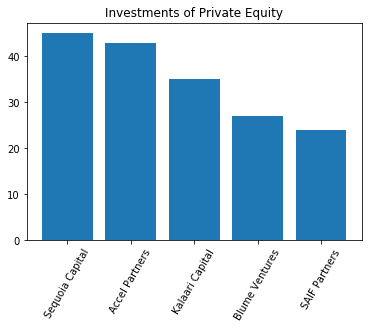 Investments of Private Equity
40
30
20
10
0
Sequoia Capital
Accel Partners
Kalaari Capital
Blume Ventures
SAIF Partners